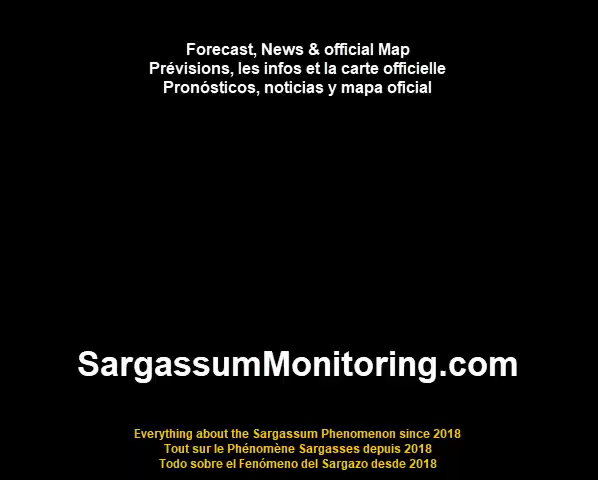 Forecast, News & official Map
Prévisions, les infos et la carte officielle
Pronósticos, noticias y mapa oficial
SargassumMonitoring.com
Everything about the Sargassum Phenomenon since 2018
Tout sur le Phénomène Sargasses depuis 2018
Todo sobre el Fenómeno del Sargazo desde 2018